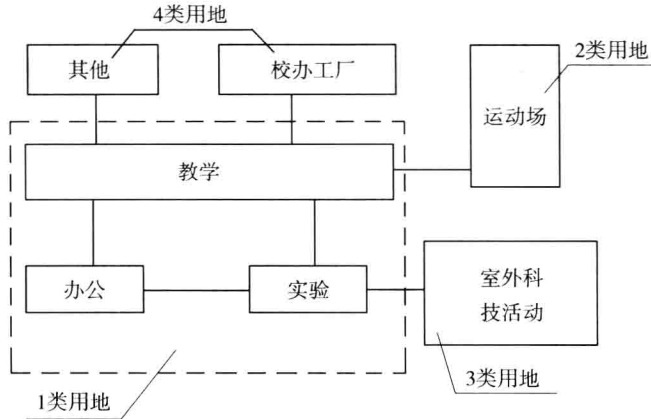 4类用地
其他
校办工厂
2类用地
运动场
教学
办公
实验
室外科
技活动
1类用地
3类用地